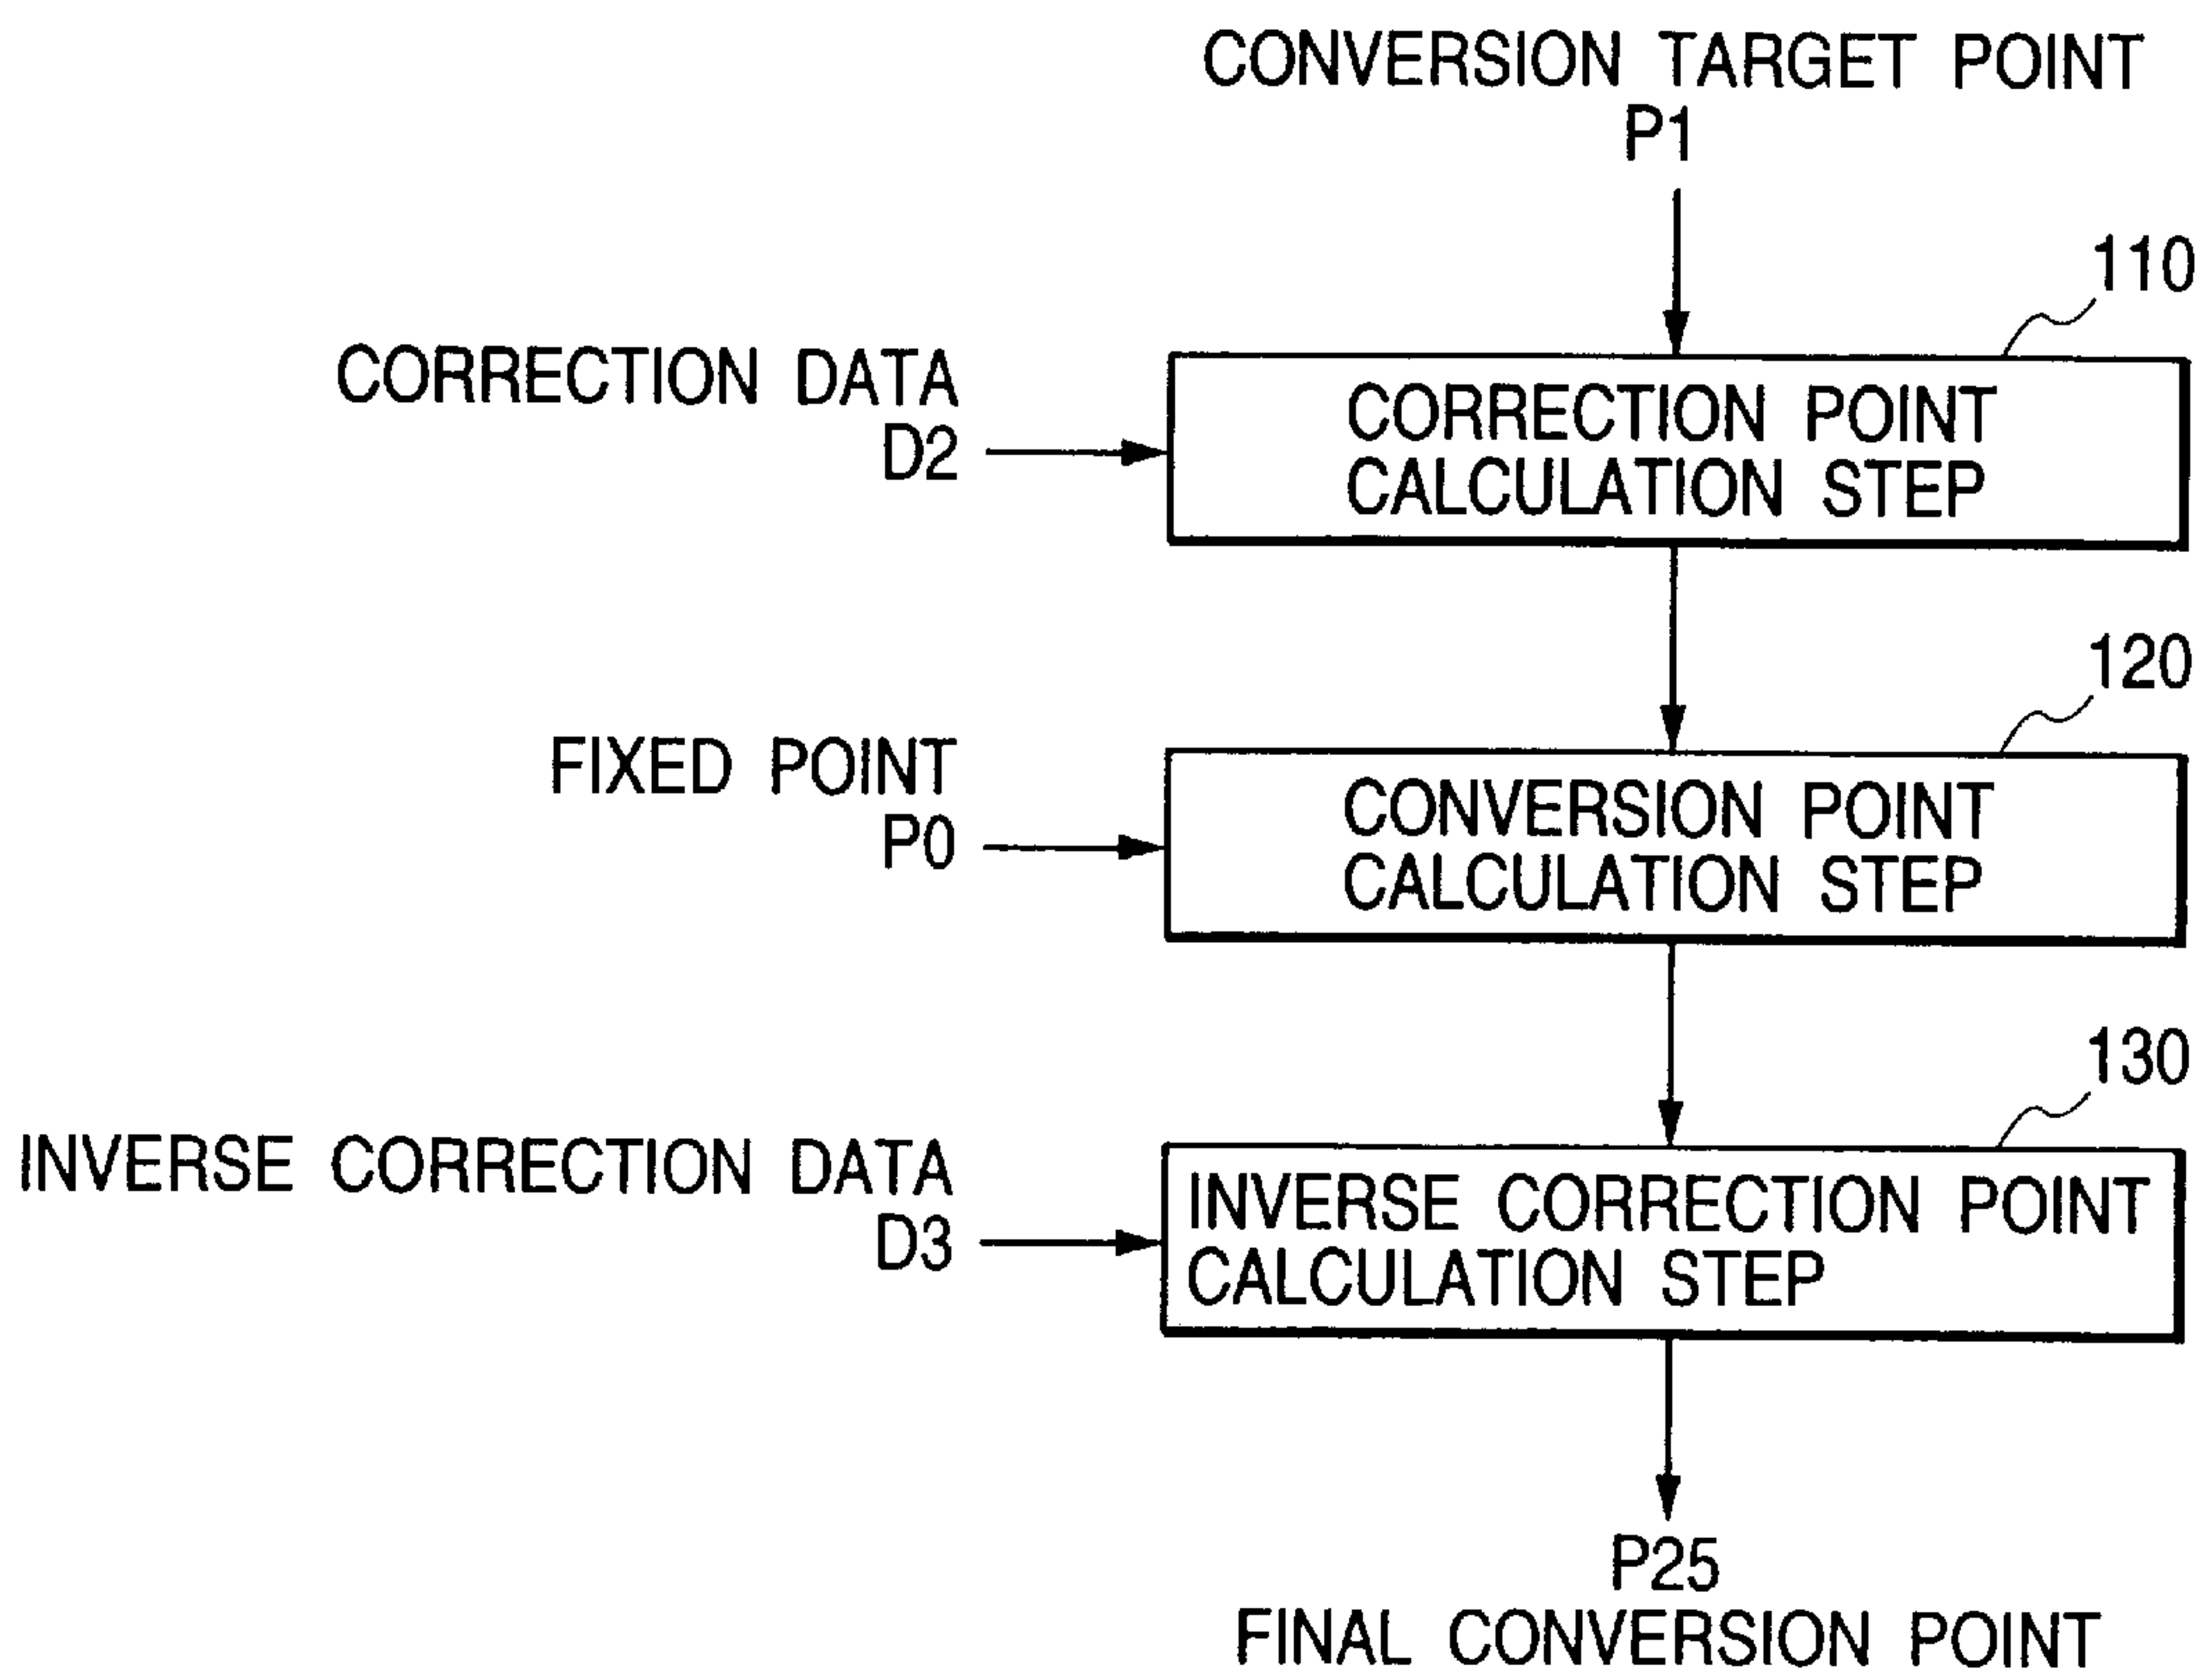 CONVERSION TARGET POINT
P1
110
CORRECTION DATA
D2
CORRECTION POINT
CALCULATION STEP
120
FIXED POINT
P0
CONVERSION POINT
CALCULATION STEP
130
INVERSE CORRECTION DATA
D3
INVERSE CORRECTION POINT
CALCULATION STEP
P25
FINAL CONVERSION POINT